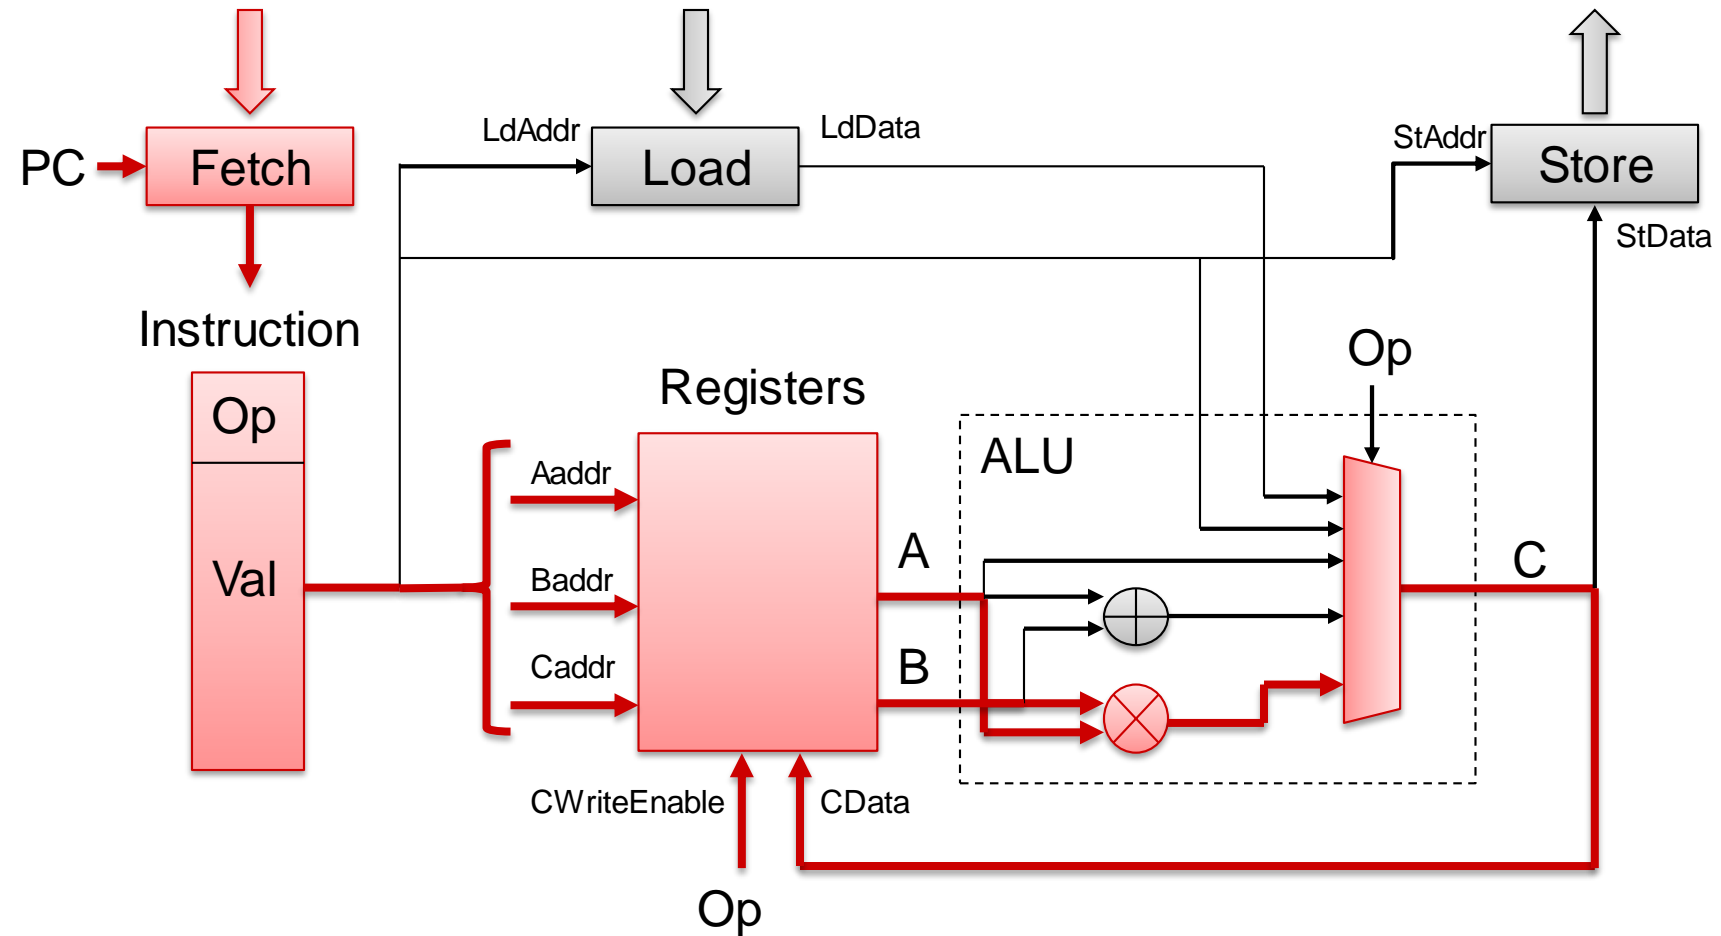 PC
Fetch
LdAddr
Load
LdData
StAddr
Store
StData
Instruction
Op
Val
Registers
Aaddr
Baddr
Caddr
CWriteEnable
CData
Op
A
B
ALU
Op
C